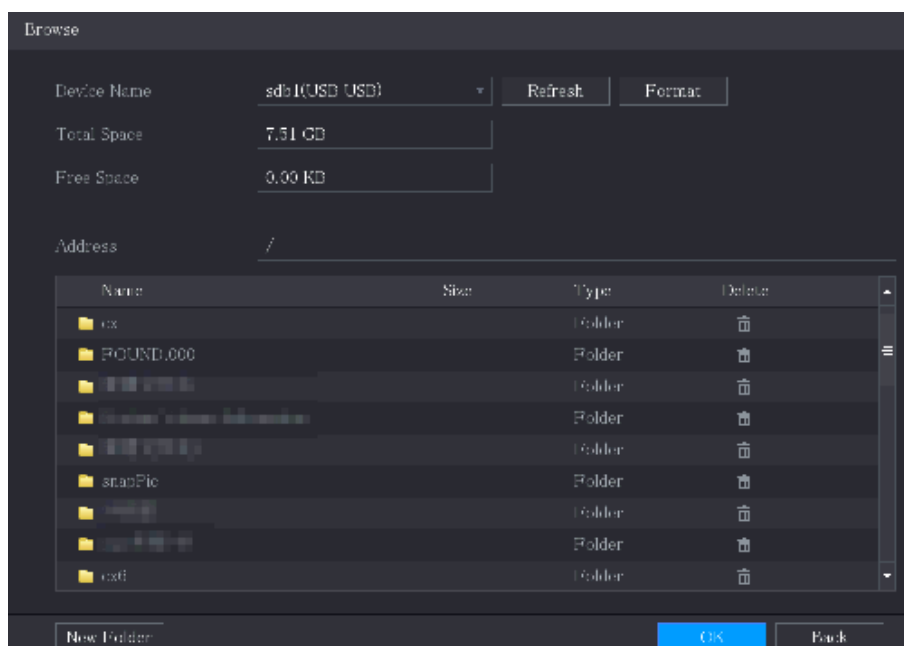 Browse
Device Name sdb1(USB USB) Refresh Format
Total Space 7.51 GB
Free Space 0.00 KB
Address /
Name Size Type Delete
cx Folder
FOUND.000 Folder
Folder
Folder
Folder
snapPic Folder
Folder
Folder
Folder
New Folder OK Back